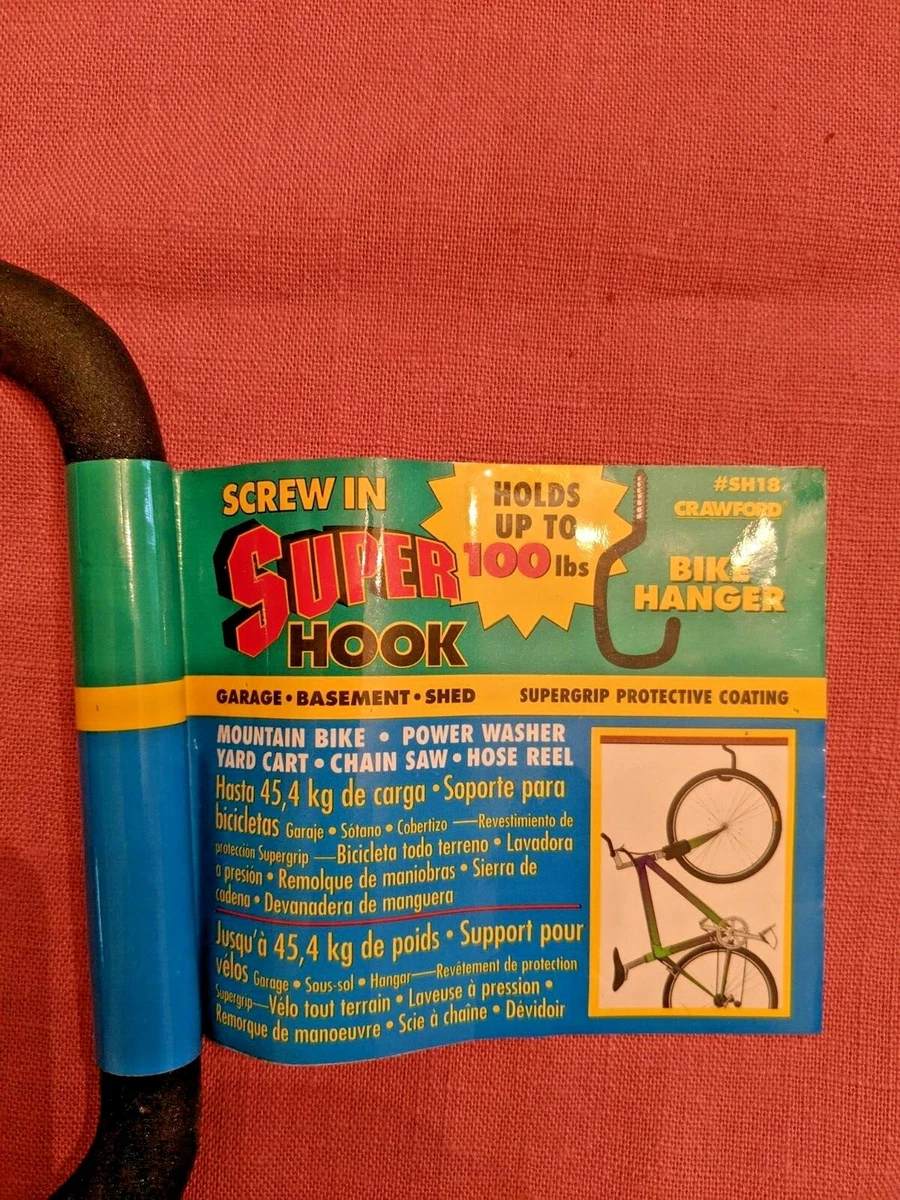 SCREW IN
SUPER
HOOK
HOLDS
UP TO
100 lbs
#SH18
CRAWFORD
BIKE
HANGER
GARAGE • BASEMENT • SHED
SUPERGRIP PROTECTIVE COATING
MOUNTAIN BIKE • POWER WASHER
YARD CART • CHAIN SAW • HOSE REEL
Hasta 45,4 kg de carga • Soporte para
bicicletas Garaje • Sótano • Cobertizo —Revestimiento de
protección Supergrip —Bicicleta todo terreno • Lavadora
a presión • Remolque de maniobras • Sierra de
cadena • Devanadera de manguera
Jusqu'à 45,4 kg de poids • Support pour
vélos Garage • Sous-sol • Hangar—Revêtement de protection
Supergrip—Vélo tout terrain • Laveuse à pression •
Remorque de manoeuvre • Scie à chaîne • Dévidoir